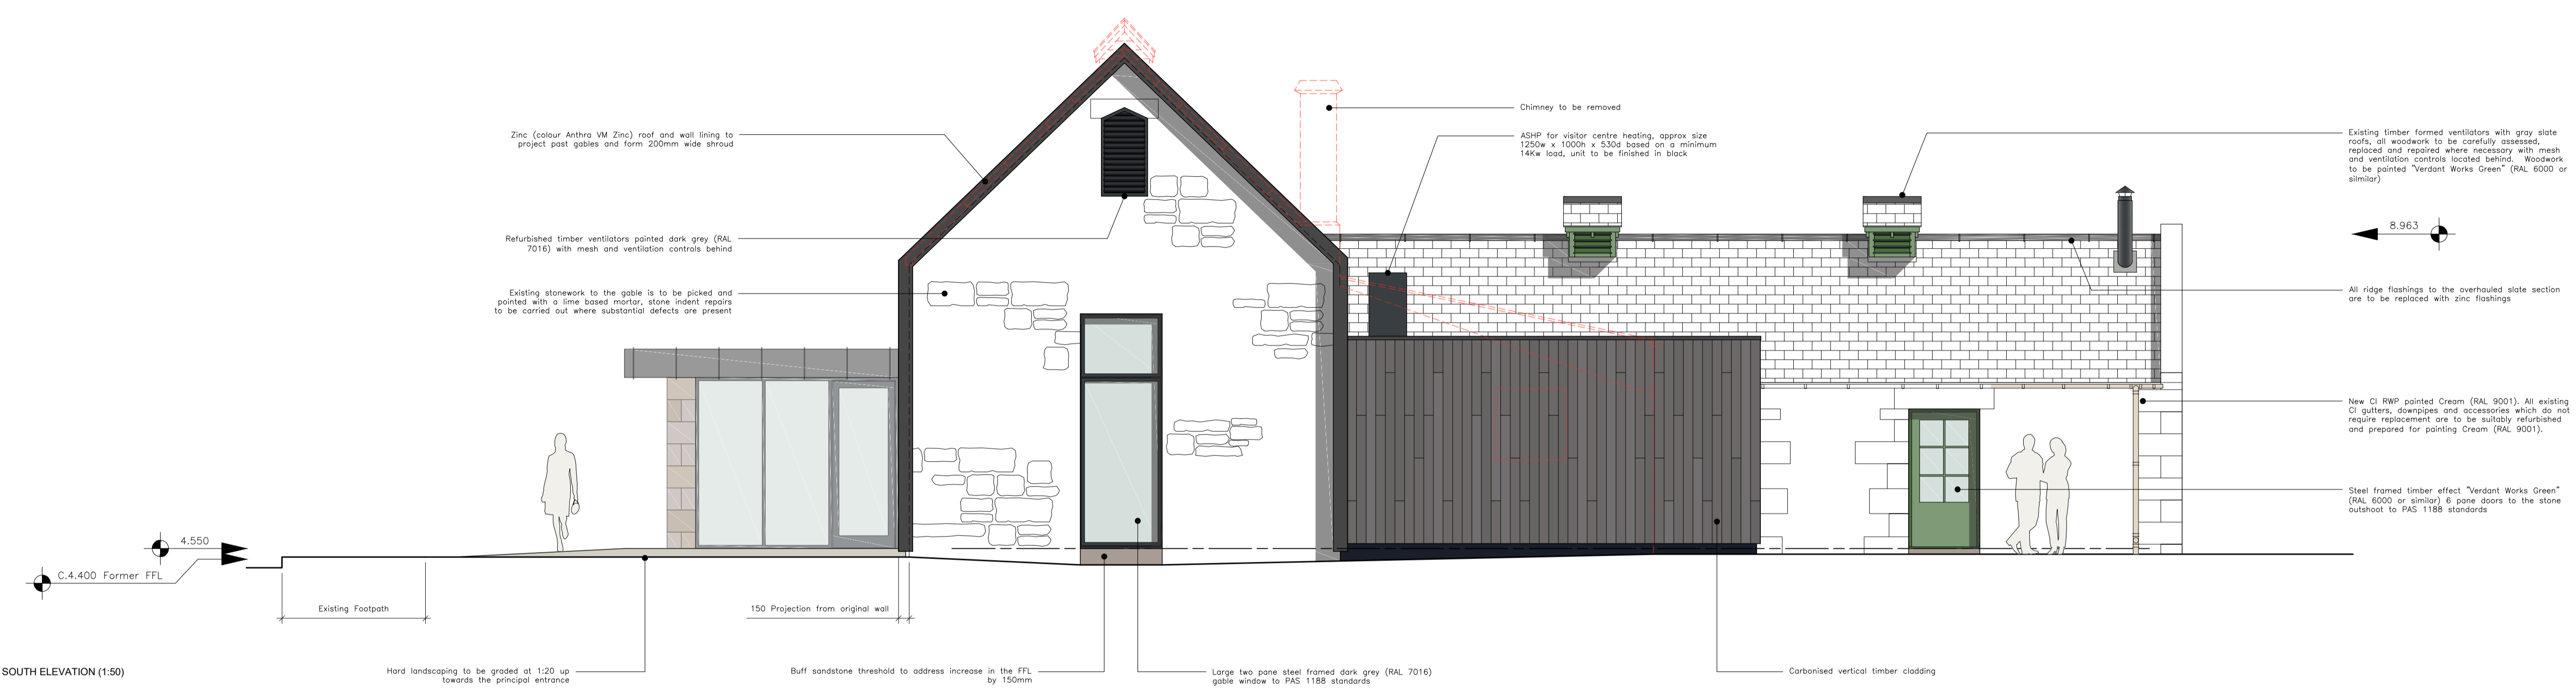 Zinc (colour Anthra VM Zinc) roof and wall lining to
project past gables and form 200mm wide shroud
Refurbished timber ventilators painted dark grey (RAL
7016) with mesh and ventilation controls behind
Existing stonework to the gable is to be picked and
pointed with a lime based mortar, stone indent repairs
to be carried out where substantial defects are present
Chimney to be removed
ASHP for visitor centre heating, approx size
1250w x 1000h x 530d based on a minimum
14Kw load, unit to be finished in black
Existing timber formed ventilators with gray slate
roofs, all woodwork to be carefully assessed,
replaced and repaired where necessary with mesh
and ventilation controls located behind. Woodwork
to be painted "Verdant Works Green" (RAL 6000 or
silmilar)
8.963
All ridge flashings to the overhauled slate section
are to be replaced with zinc flashings
New CI RWP painted Cream (RAL 9001). All existing
CI gutters, downpipes and accessories which do not
require replacement are to be suitably refurbished
and prepared for painting Cream (RAL 9001).
Steel framed timber effect "Verdant Works Green"
(RAL 6000 or similar) 6 pane doors to the stone
outshoot to PAS 1188 standards
4.550
C.4.400 Former FFL
Existing Footpath
150 Projection from original wall
SOUTH ELEVATION (1:50)
Hard landscaping to be graded at 1:20 up
towards the principal entrance
Buff sandstone threshold to address increase in the FFL
by 150mm
Large two pane steel framed dark grey (RAL 7016)
gable window to PAS 1188 standards
Carbonised vertical timber cladding